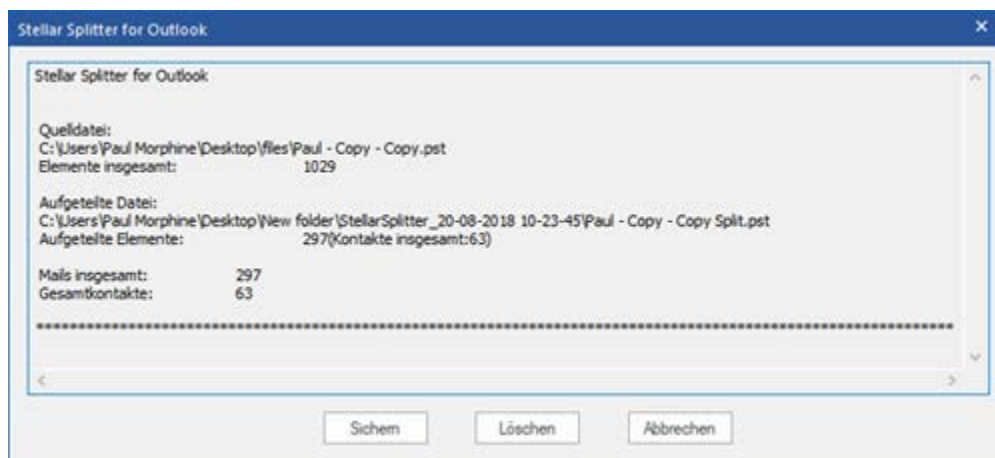 Stellar Splitter for Outlook
Stellar Splitter for Outlook
Quelldatei:
C:\Users\Paul Morphine\Desktop\files\Paul - Copy - Copy.pst
Elemente insgesamt: 1029
Aufgeteilte Datei:
C:\Users\Paul Morphine\Desktop\New folder\StellarSplitter_20-08-2018 10-23-45\Paul - Copy - Copy Split.pst
Aufgeteilte Elemente: 297(Kontakte insgesamt:63)
Mails insgesamt: 297
Gesamtkontakte: 63
Sichern Löschen Abbrechen